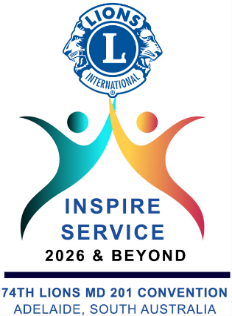 LIONS
L
INTERNATIONAL
®
INSPIRE
SERVICE
2026 & BEYOND
74TH LIONS MD 201 CONVENTION
ADELAIDE, SOUTH AUSTRALIA